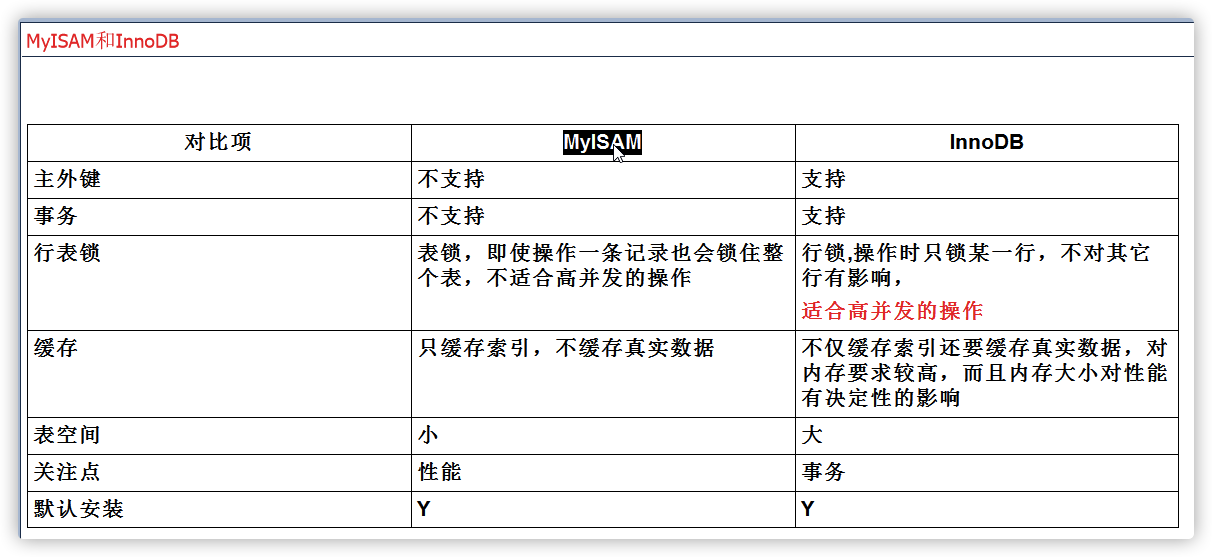 MyISAM和InnoDB
对比项 MyISAM InnoDB
主外键 不支持 支持
事务 不支持 支持
行表锁 表锁，即使操作一条记录也会锁住整 行锁,操作时只锁某一行，不对其它
个表，不适合高并发的操作 行有影响，
适合高并发的操作
缓存 只缓存索引，不缓存真实数据 不仅缓存索引还要缓存真实数据，对
内存要求较高，而且内存大小对性能
有决定性的影响
表空间 小 大
关注点 性能 事务
默认安装 Y Y